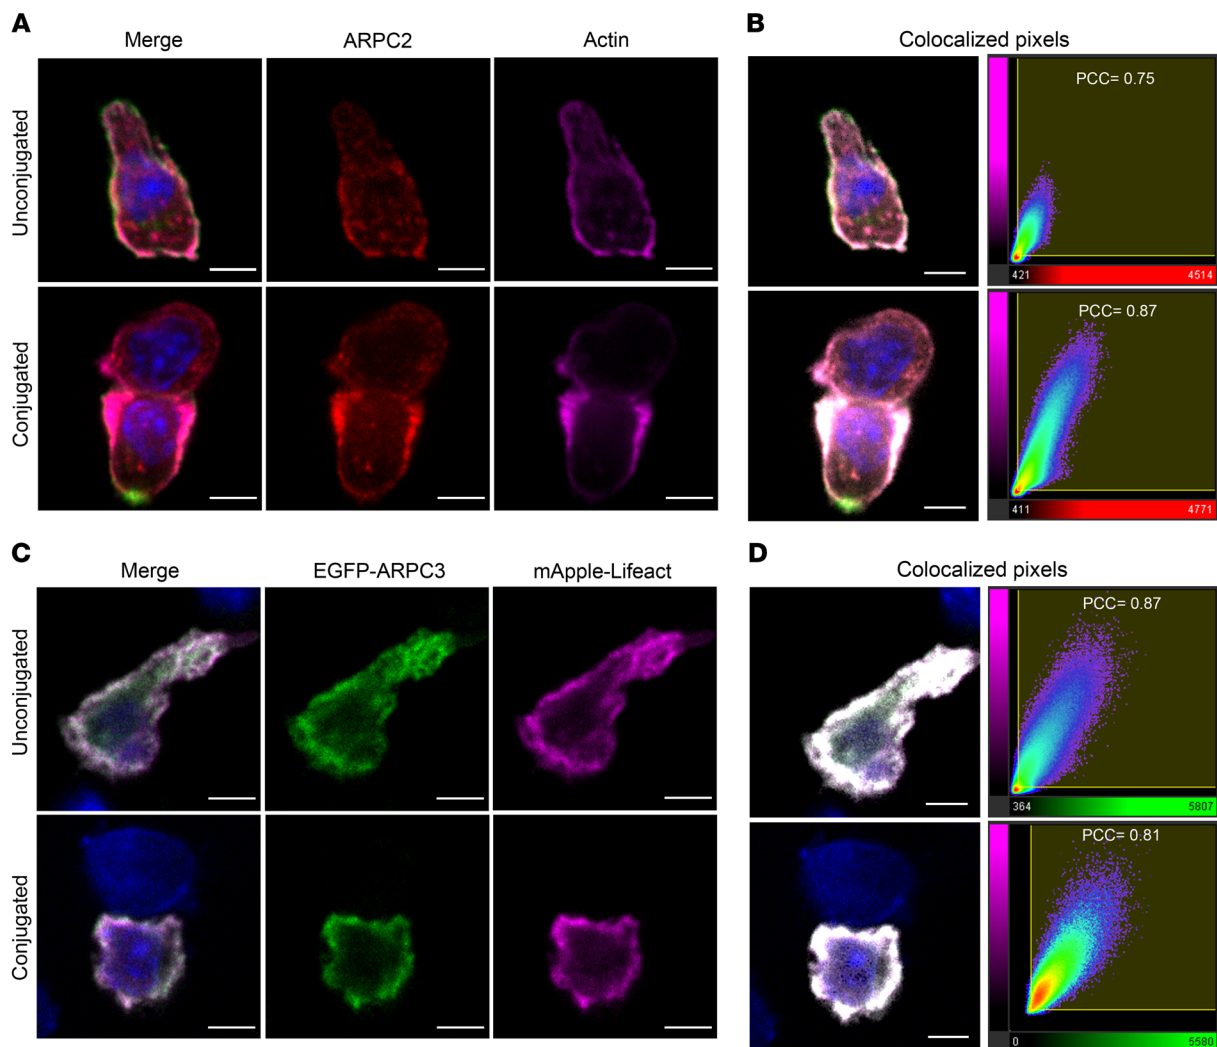 A
Merge
ARPC2
Actin
Unconjugated
Conjugated
B
Colocalized pixels
PCC= 0.75
421
4514
PCC= 0.87
411
4771
C
Merge
EGFP-ARPC3
mApple-Lifeact
Unconjugated
Conjugated
D
Colocalized pixels
PCC= 0.87
364
5807
PCC= 0.81
0
5580